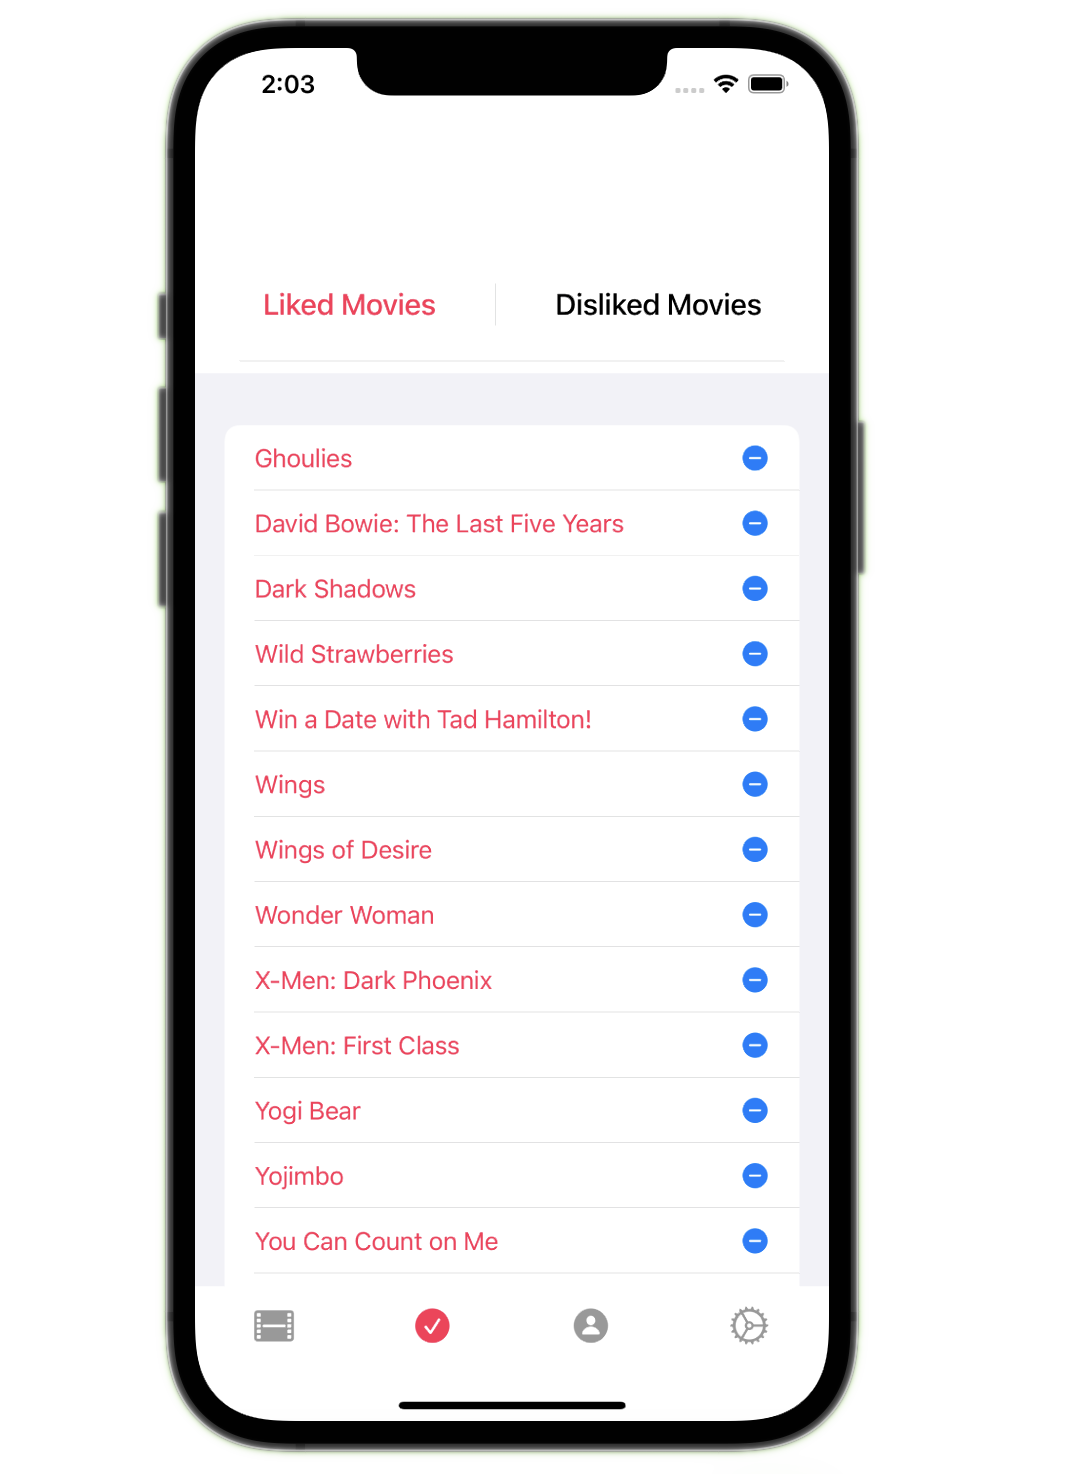 2:03
Liked Movies
Disliked Movies
Ghoulies
David Bowie: The Last Five Years
Dark Shadows
Wild Strawberries
Win a Date with Tad Hamilton!
Wings
Wings of Desire
Wonder Woman
X-Men: Dark Phoenix
X-Men: First Class
Yogi Bear
Yojimbo
You Can Count on Me